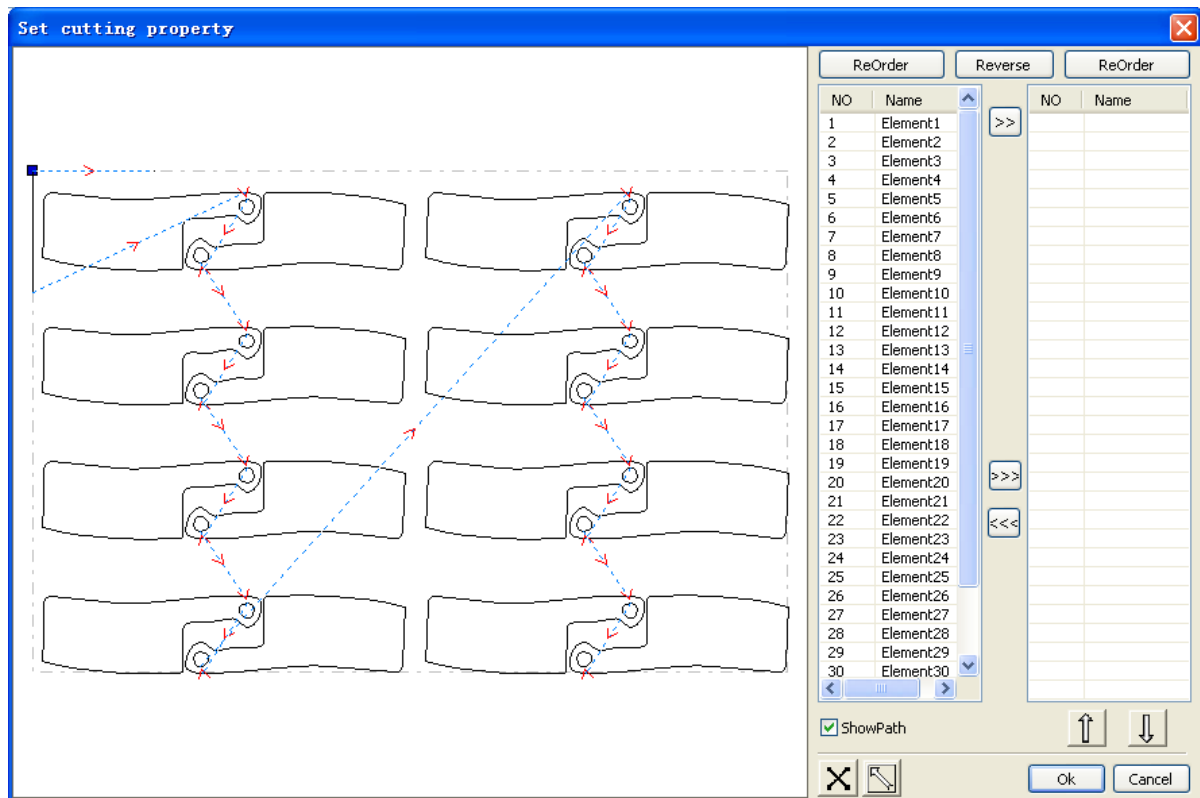 Set cutting property
ReOrder Reverse ReOrder
NO Name >> NO Name
1 Element1
2 Element2
3 Element3
4 Element4
5 Element5
6 Element6
7 Element7
8 Element8
9 Element9
10 Element10
11 Element11
12 Element12
13 Element13
14 Element14
15 Element15
16 Element16
17 Element17
18 Element18
19 Element19
20 Element20 >>>
21 Element21
22 Element22 <<<
23 Element23
24 Element24
25 Element25
26 Element26
27 Element27
28 Element28
29 Element29
30 Element30
ShowPath
Ok Cancel